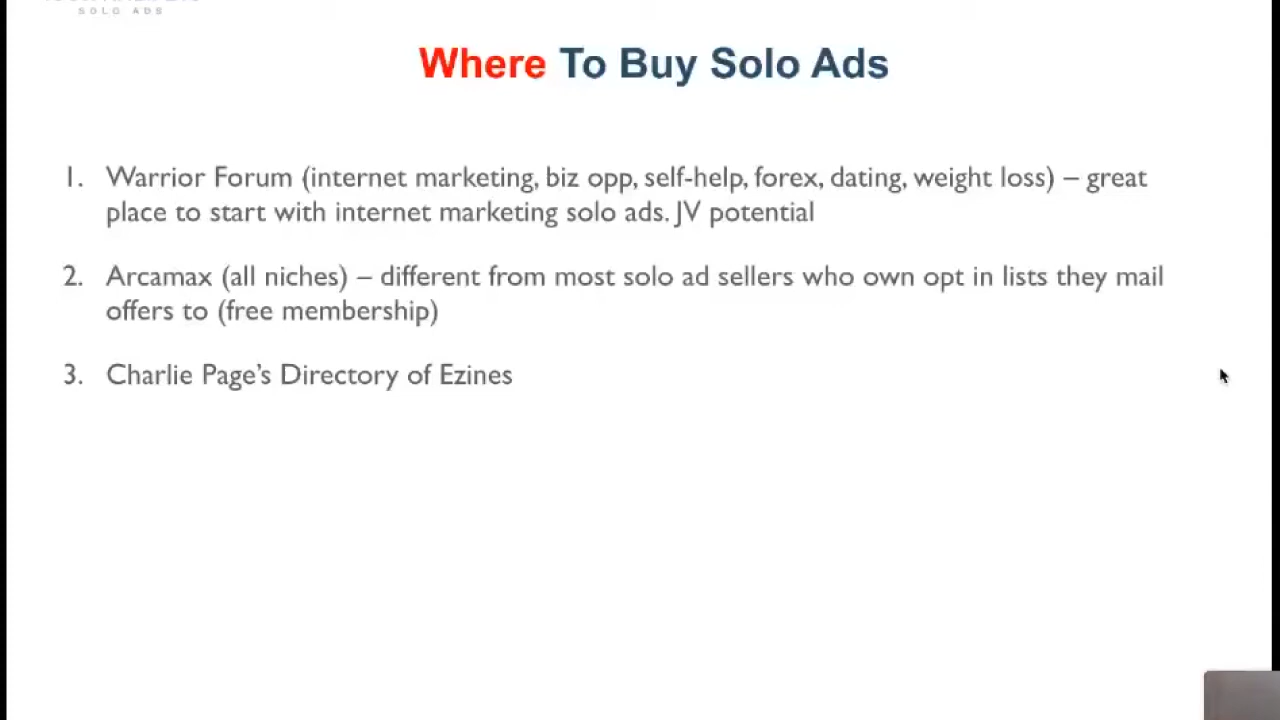 SOLO ADS
Where To Buy Solo Ads
1. Warrior Forum (internet marketing, biz opp, self-help, forex, dating, weight loss) – great
place to start with internet marketing solo ads. JV potential
2. Arcamax (all niches) – different from most solo ad sellers who own opt in lists they mail
offers to (free membership)
3. Charlie Page’s Directory of Ezines